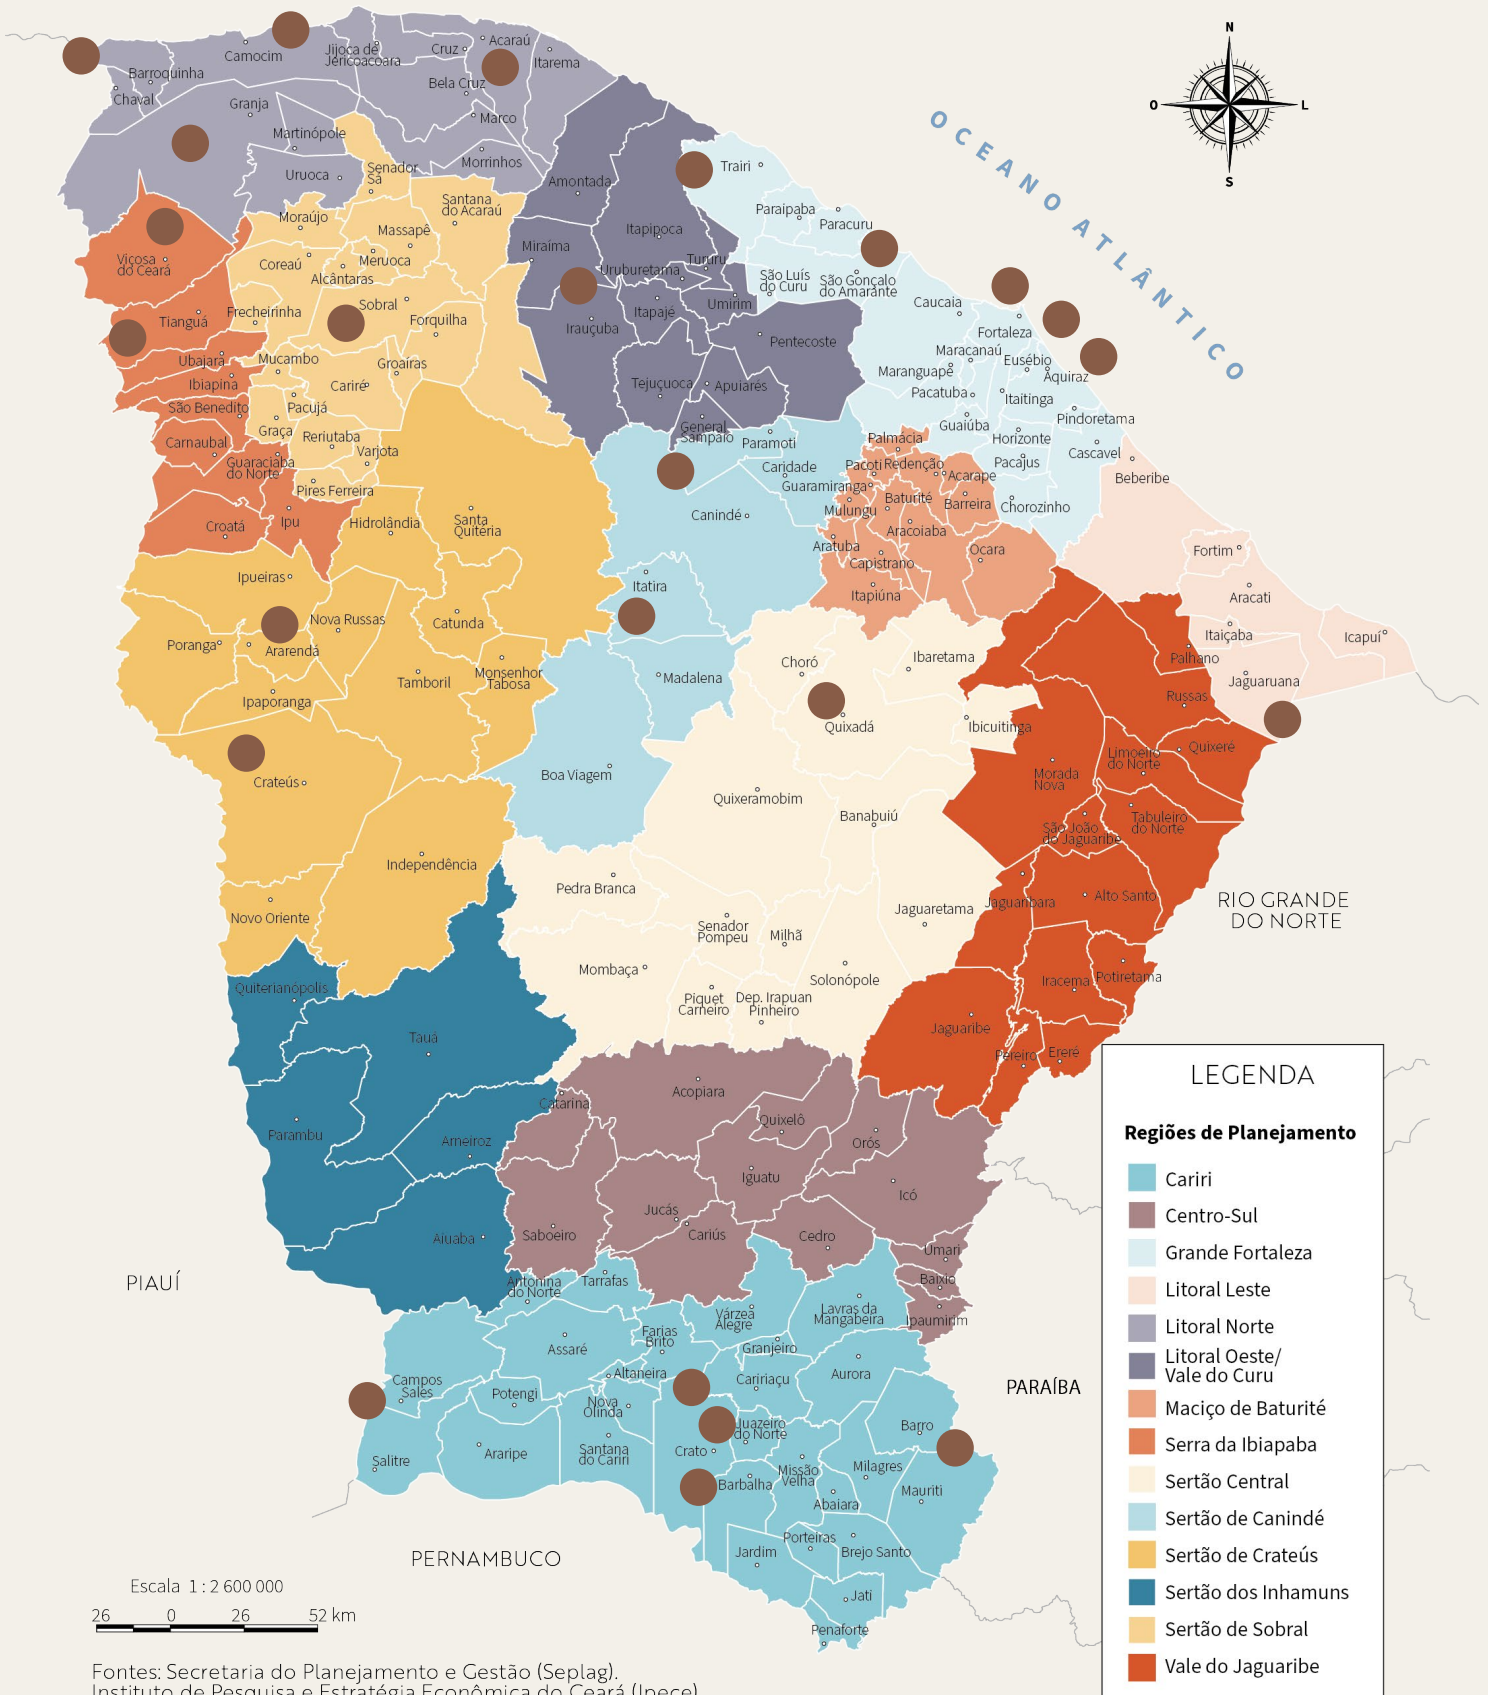 N
O
L
S
OCEANO ATLÂNTICO
Camocim
Jijoca de
Jericoacoara
Cruz
Acaraú
Itarema
Barroquinha
Chaval
Bela Cruz
Granja
Marco
Martinópole
Morrinhos
Uruoca
Senador
Sá
Amontada
Trairi
Santana
do Acaraú
Moraújo
Massapê
Paraipaba
Paracuru
Viçosa
do Ceará
Coreaú
Meruoca
Alcântaras
Miraíma
Itapipoca
Uruburetama
Tururu
São Luís
do Curu
São Gonçalo
do Amarante
Tianguá
Frecheirinha
Sobral
Forquilha
Irauçuba
Itapajé
Umirim
Caucaia
Fortaleza
Pentecoste
Maracanaú
Eusébio
Maranguape
Aquiraz
Ubajara
Mucambo
Groaíras
Ibiapina
Cariré
Tejuçuoca
Apuiarés
Pacatuba
Itaitinga
São Benedito
Pacujá
Pindoretama
Graça
Reriutaba
General
Sampaio
Paramoti
Palmácia
Guaiúba
Horizonte
Carnaubal
Varjota
Cascavel
Guaraciaba
do Norte
Caridade
Pacoti
Redenção
Acarape
Pacajus
Beberibe
Pires Ferreira
Guaramiranga
Baturité
Barreira
Chorozinho
Mulungu
Croatá
Ipu
Hidrolândia
Santa
Quitéria
Canindé
Aracoiaba
Aratuba
Ocara
Capistrano
Fortim
Ipueiras
Itatira
Itapiúna
Aracati
Nova Russas
Catunda
Poranga
Ararendá
Itaiçaba
Icapuí
Choró
Ibaretama
Palhano
Tamboril
Monsenhor
Tabosa
Madalena
Jaguaruana
Ipaporanga
Russas
Quixadá
Ibicuitinga
Crateús
Boa Viagem
Limoeiro
do Norte
Quixeré
Morada
Nova
Quixeramobim
Banabuiú
Tabuleiro
do Norte
São João
do Jaguaribe
Independência
Pedra Branca
Jaguaribara
Alto Santo
Novo Oriente
Jaguaretama
Senador
Pompeu
Milhã
RIO GRANDE
DO NORTE
Mombaça
Solonópole
Iracema
Potiretama
Quiterianópolis
Piquet
Carneiro
Dep. Irapuan
Pinheiro
Jaguaribe
Tauá
Pereiro
Ereré
Acopiara
Catarina
Quixelô
Parambu
Arneiroz
Orós
Iguatu
Icó
Jucás
Cariús
Aiuaba
Saboeiro
Cedro
Umari
PIAUÍ
Antonina
do Norte
Tarrafas
Baixio
Várzea
Alegre
Lavras da
Mangabeira
Ipaumirim
Assaré
Farias
Brito
Granjeiro
Campos
Sales
Altaneira
Caririaçu
Aurora
PARAÍBA
Potengi
Nova
Olinda
Juazeiro
do Norte
Barro
Salitre
Araripe
Santana
do Cariri
Crato
Missão
Velha
Milagres
Barbalha
Abaiara
Mauriti
Porteiras
Jardim
Brejo Santo
Jati
Penaforte
PERNAMBUCO
LEGENDA
Regiões de Planejamento
Cariri
Centro-Sul
Grande Fortaleza
Litoral Leste
Litoral Norte
Litoral Oeste/
Vale do Curu
Maciço de Baturité
Serra da Ibiapaba
Sertão Central
Sertão de Canindé
Sertão de Crateús
Sertão dos Inhamuns
Sertão de Sobral
Vale do Jaguaribe
Escala 1 : 2 600 000
26 0 26 52 km
Fontes: Secretaria do Planejamento e Gestão (Seplag).
Instituto de Pesquisa e Estratégia Econômica do Ceará (Ipece)